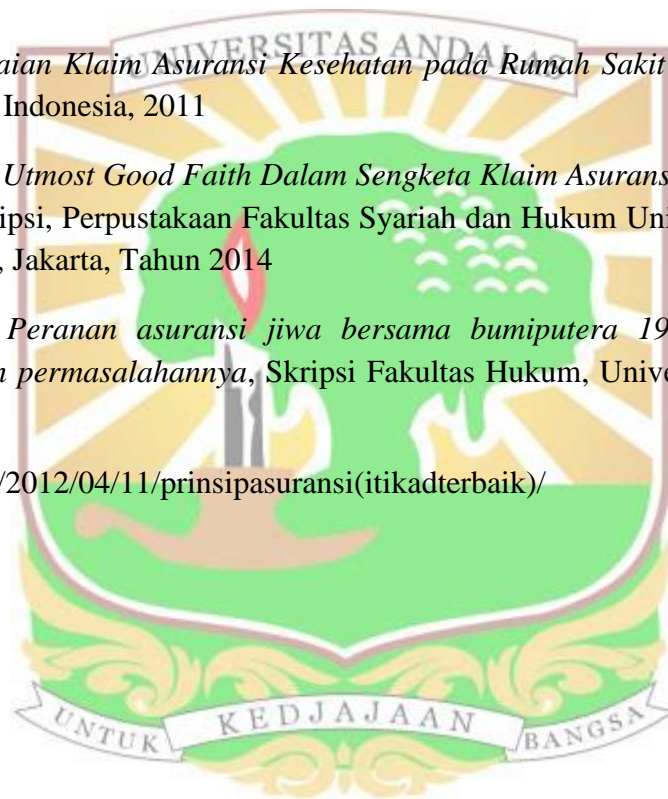 UNIVERSITAS ANDALAS
aian Klaim Asuransi Kesehatan pada Rumah Sakit
Indonesia, 2011
Utmost Good Faith Dalam Sengketa Klaim Asurans
ipsi, Perpustakaan Fakultas Syariah dan Hukum Uni
, Jakarta, Tahun 2014
Peranan asuransi jiwa bersama bumiputera 19
n permasalahannya, Skripsi Fakultas Hukum, Unive
/2012/04/11/prinsipasuransi(itikadterbaik)/
UNTUK KEDJAJAAN BANGSA